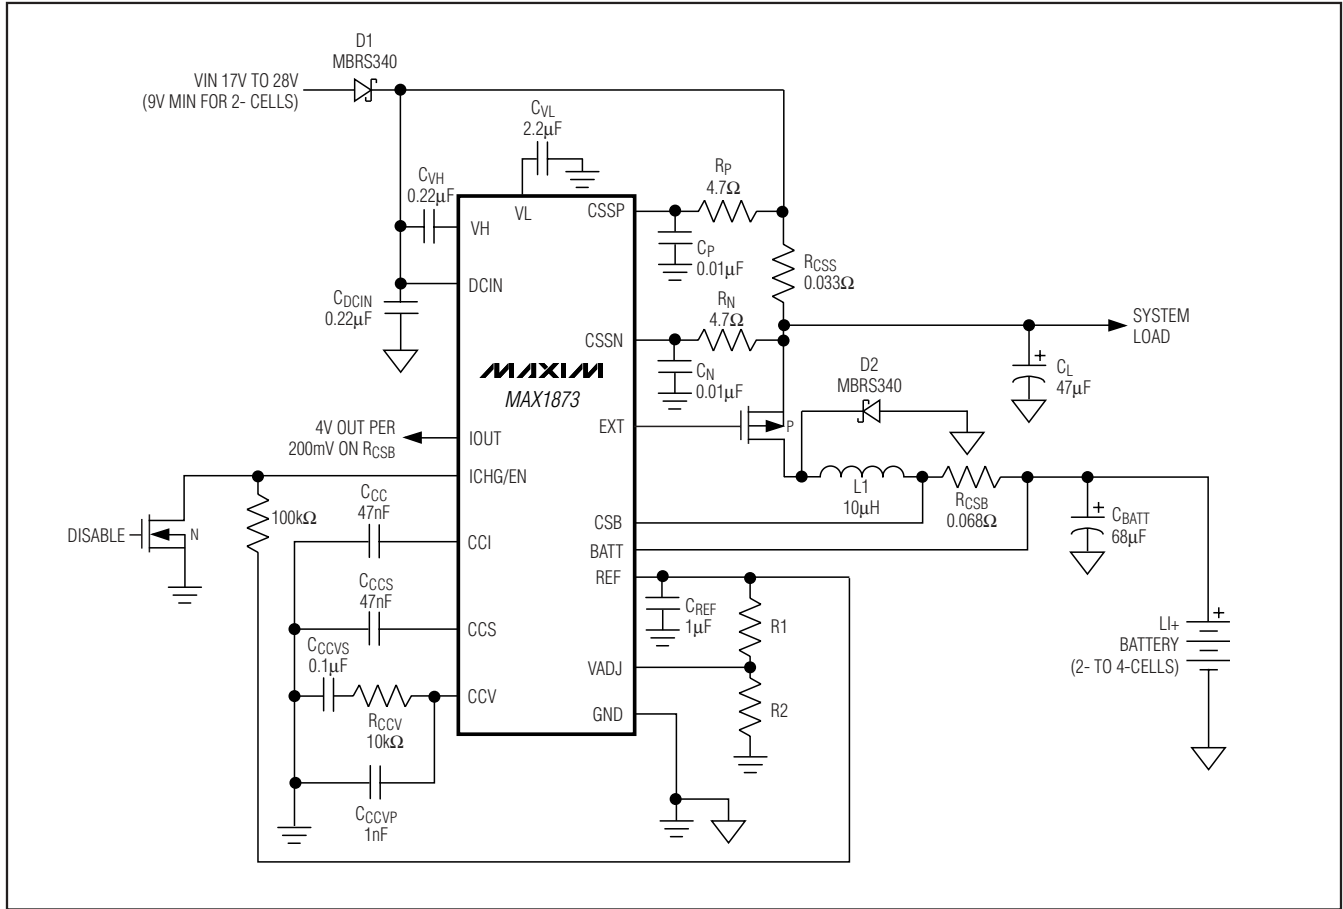 D1
MBRS340
VIN 17V TO 28V
(9V MIN FOR 2- CELLS)
CVL
2.2µF
CVH
0.22µF
VL
VH
DCIN
CDCIN
0.22µF
CSSP
RP
4.7Ω
CP
0.01µF
RCSS
0.033Ω
RN
4.7Ω
CSSN
CN
0.01µF
SYSTEM
LOAD
CL
47µF
MAXIM
MAX1873
D2
MBRS340
EXT
P
4V OUT PER
200mV ON RCSB
IOUT
ICHG/EN
L1
10µH
RCSB
0.068Ω
CBATT
68µF
CSB
BATT
REF
CREF
1µF
R1
VADJ
R2
GND
DISABLE
N
100kΩ
CCC
47nF
CCI
CCCS
47nF
CCS
CCCVS
0.1µF
RCCV
10kΩ
CCV
CCCVP
1nF
LI+
BATTERY
(2- TO 4-CELLS)